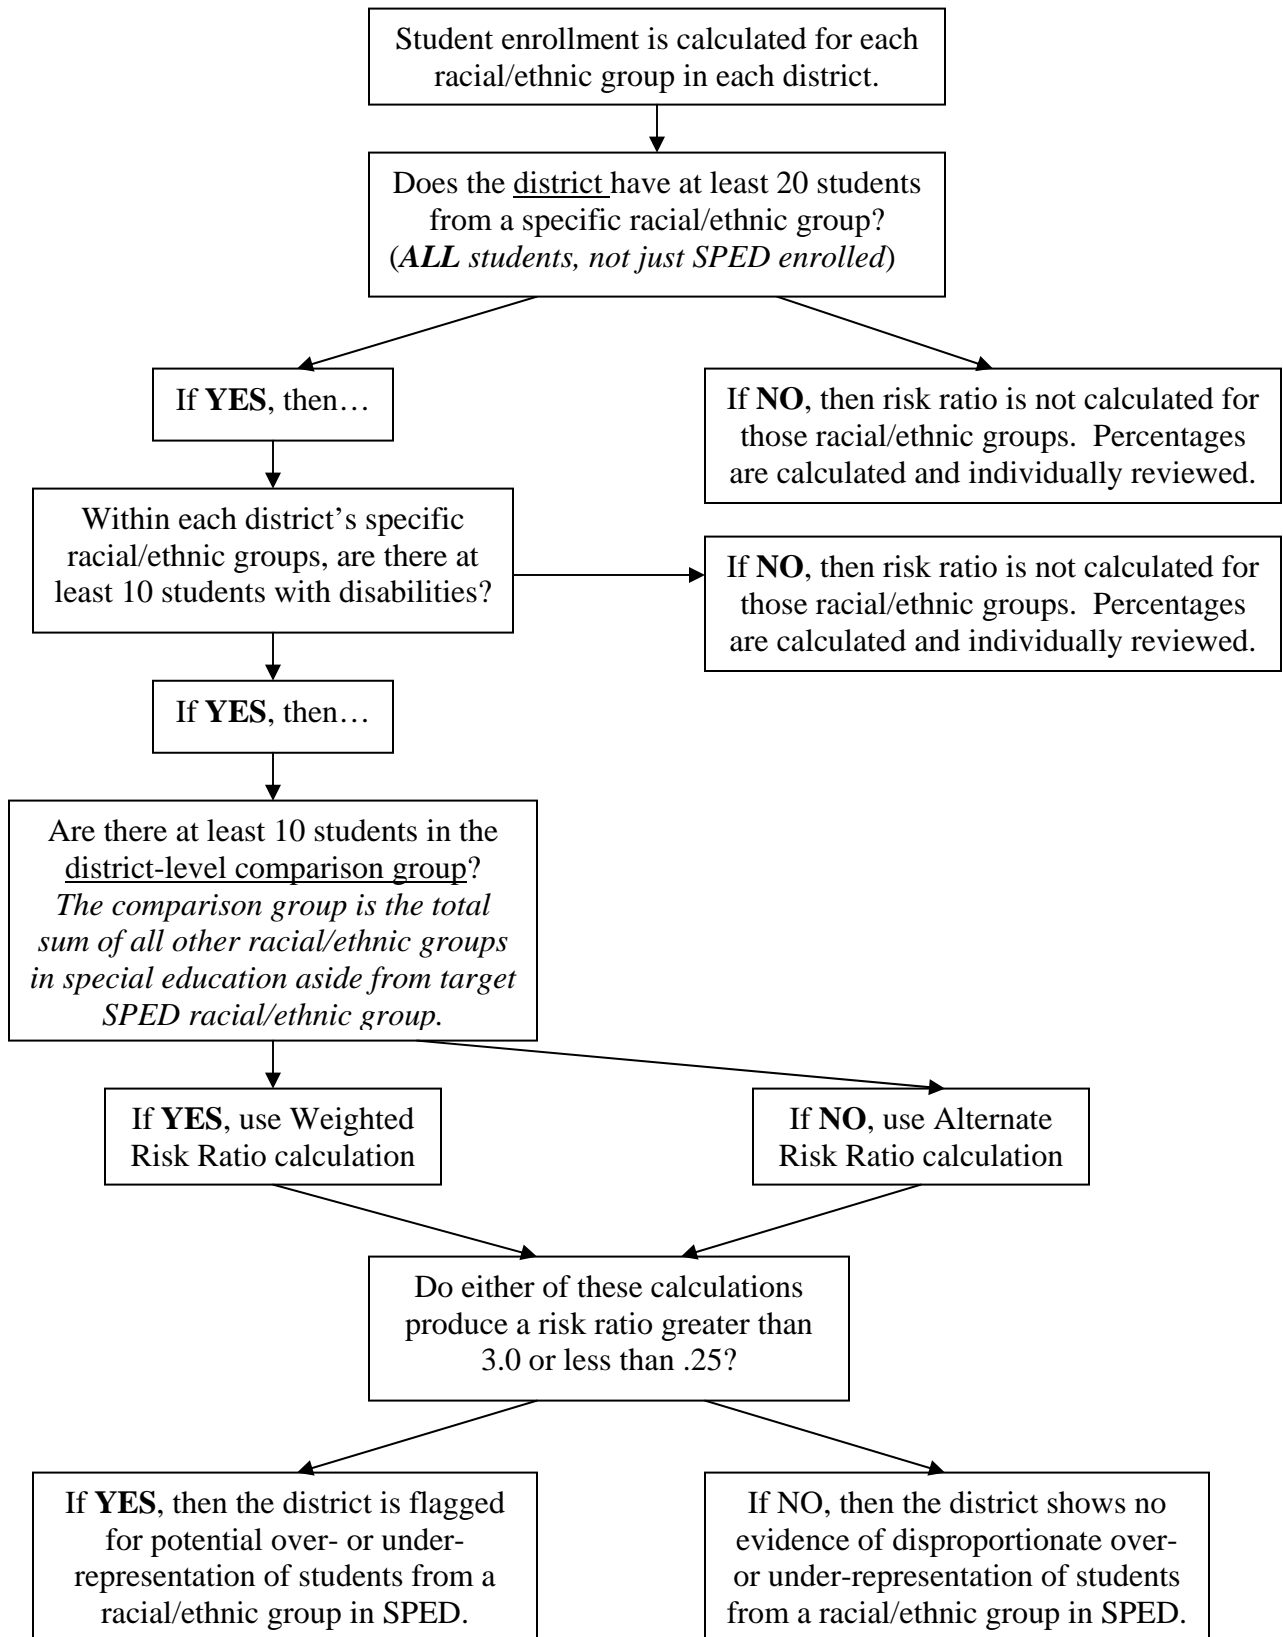 Student enrollment is calculated for each
racial/ethnic group in each district.
Does the district have at least 20 students
from a specific racial/ethnic group?
(ALL students, not just SPED enrolled)
If YES, then…
If NO, then risk ratio is not calculated for
those racial/ethnic groups.  Percentages
are calculated and individually reviewed.
Within each district’s specific
racial/ethnic groups, are there at
least 10 students with disabilities?
If NO, then risk ratio is not calculated for
those racial/ethnic groups.  Percentages
are calculated and individually reviewed.
If YES, then…
Are there at least 10 students in the
district-level comparison group?
The comparison group is the total
sum of all other racial/ethnic groups
in special education aside from target
SPED racial/ethnic group.
If YES, use Weighted
Risk Ratio calculation
If NO, use Alternate
Risk Ratio calculation
Do either of these calculations
produce a risk ratio greater than
3.0 or less than .25?
If YES, then the district is flagged
for potential over- or under-
representation of students from a
racial/ethnic group in SPED.
If NO, then the district shows no
evidence of disproportionate over-
or under-representation of students
from a racial/ethnic group in SPED.